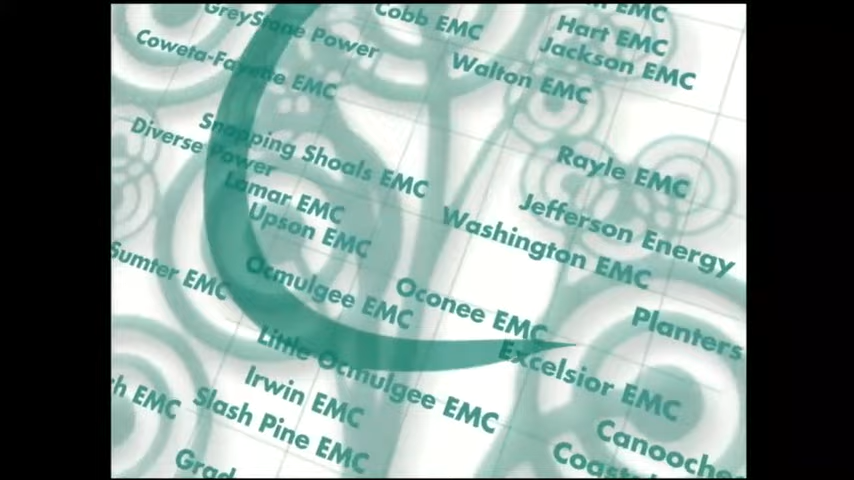 EMC
GreyStone Power
Cobb EMC
Hart EMC
Jackson EMC
Coweta-Fayette EMC
Walton EMC
Snapping Shoals EMC
Diverse Power
Rayle EMC
Lamar EMC
Jefferson Energy
Upson EMC
Washington EMC
Sumter EMC
Ocmulgee EMC
Oconee EMC
Planters
Little Ocmulgee EMC
Excelsior EMC
Irwin EMC
EMC
Slash Pine EMC